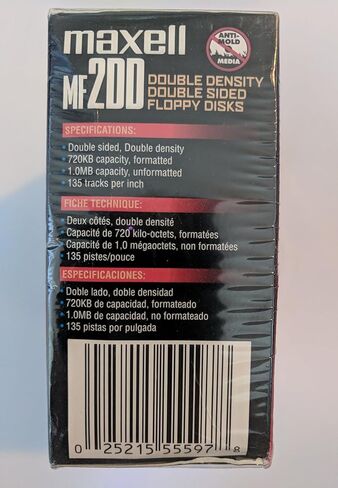 maxell
ANTI-MOLD
MEDIA
MF2DD
DOUBLE DENSITY
DOUBLE SIDED
FLOPPY DISKS
SPECIFICATIONS:
• Double sided, Double density
• 720KB capacity, formatted
• 1.0MB capacity, unformatted
• 135 tracks per inch
FICHE TECHNIQUE:
• Deux côtés, double densité
• Capacité de 720 kilo-octets, formatées
• Capacité de 1,0 mégaoctets, non formatées
• 135 pistes/pouce
ESPECIFICACIONES:
• Doble lado, doble densidad
• 720KB de capacidad, formateado
• 1.0MB de capacidad, no formateado
• 135 pistas por pulgada
0 25215 55597 8